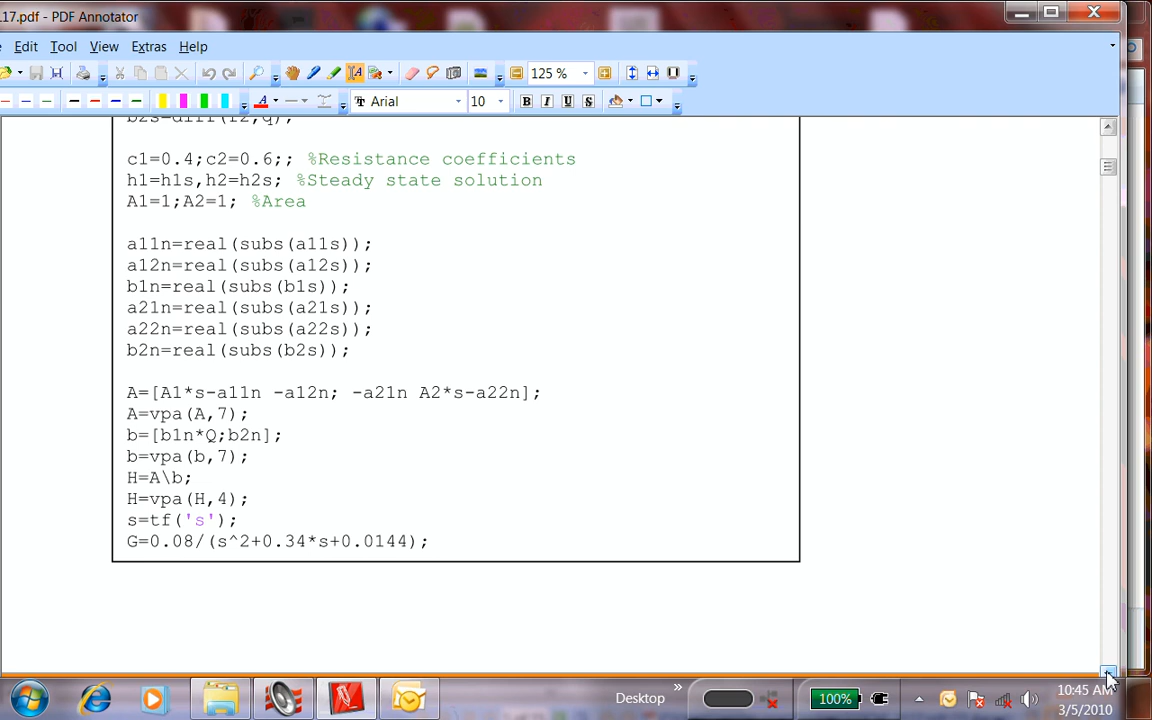 17.pdf - PDF Annotator
Edit Tool View Extras Help
125 %
Arial 10 B I U S
b2s=diff(f2,q);
c1=0.4;c2=0.6;; %Resistance coefficients
h1=h1s,h2=h2s; %Steady state solution
A1=1;A2=1; %Area
a11n=real(subs(a11s));
a12n=real(subs(a12s));
b1n=real(subs(b1s));
a21n=real(subs(a21s));
a22n=real(subs(a22s));
b2n=real(subs(b2s));
A=[A1*s-a11n -a12n; -a21n A2*s-a22n];
A=vpa(A,7);
b=[b1n*Q;b2n];
b=vpa(b,7);
H=A\b;
H=vpa(H,4);
s=tf('s');
G=0.08/(s^2+0.34*s+0.0144);
Desktop » 100% 10:45 AM
3/5/2010